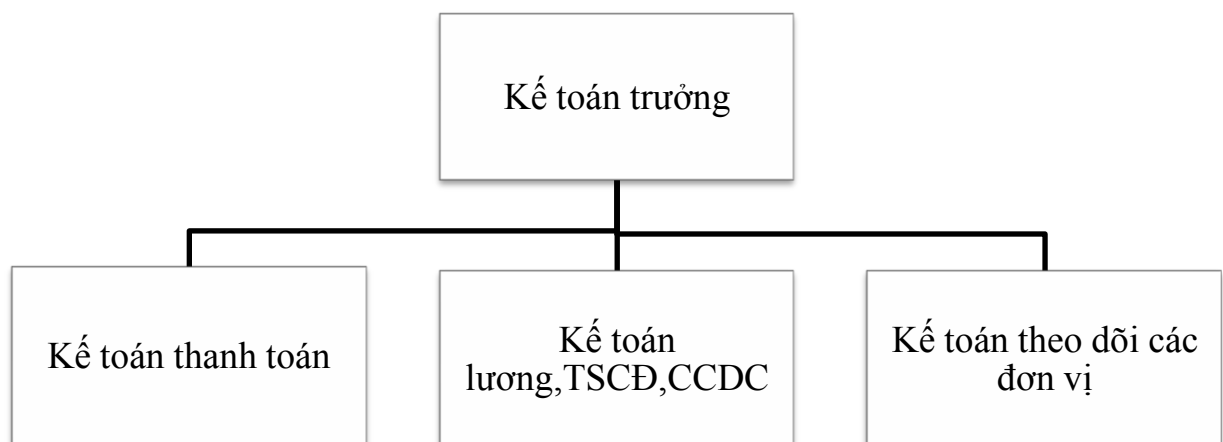 Kế toán trưởng
Kế toán thanh toán
Kế toán
lương,TSCĐ,CCDC
Kế toán theo dõi các
đơn vị